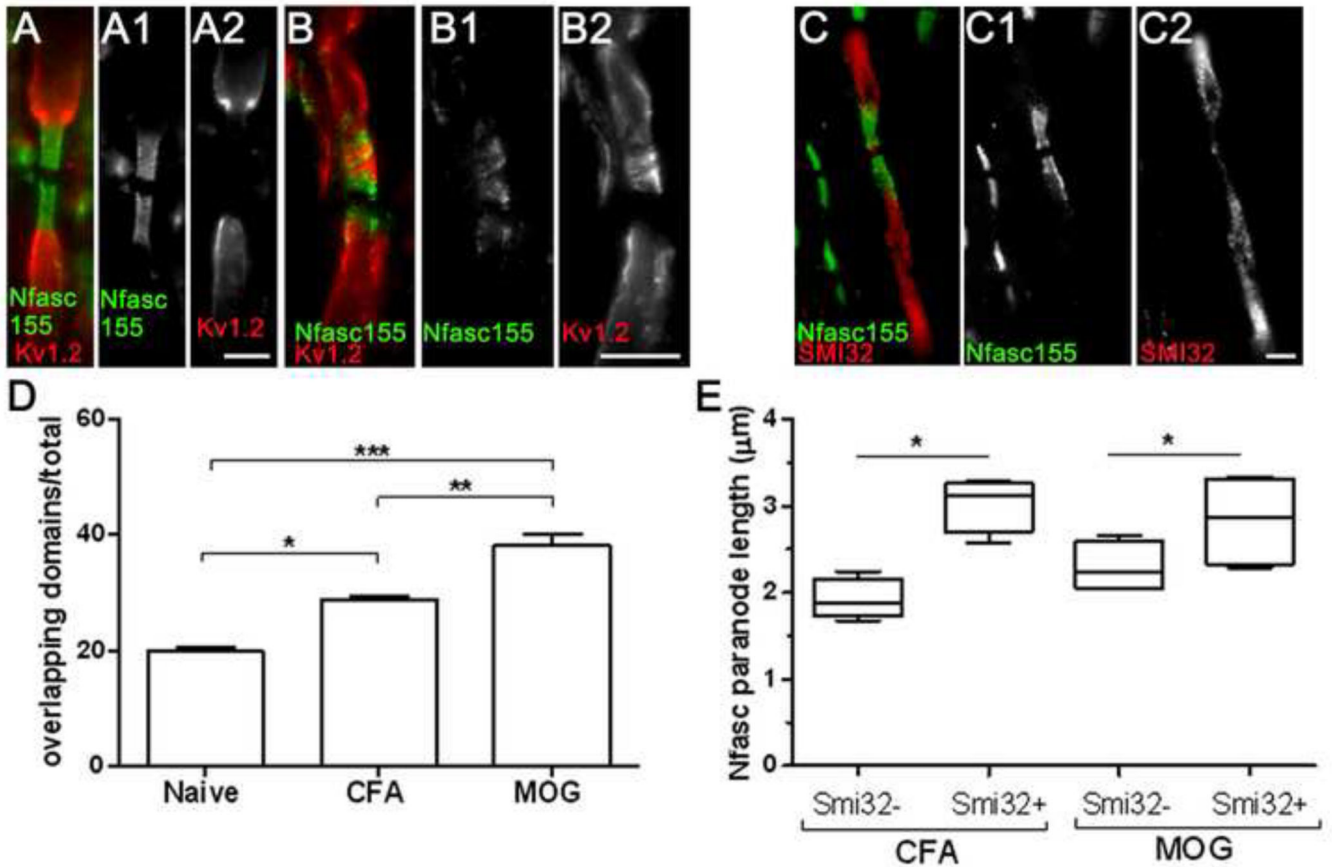 A
A1
A2
B
B1
B2
C
C1
C2
Nfasc
155
Kv1.2
Nfasc
155
Kv1.2
Nfasc155
Kv1.2
Nfasc155
Kv1.2
Nfasc155
SMI32
Nfasc155
SMI32
D
overlapping domains/total
60
40
20
0
***
**
*
Naive
CFA
MOG
E
Nfasc paranode length (μm)
4
3
2
1
0
*
*
Smi32-
Smi32+
Smi32-
Smi32+
CFA
MOG